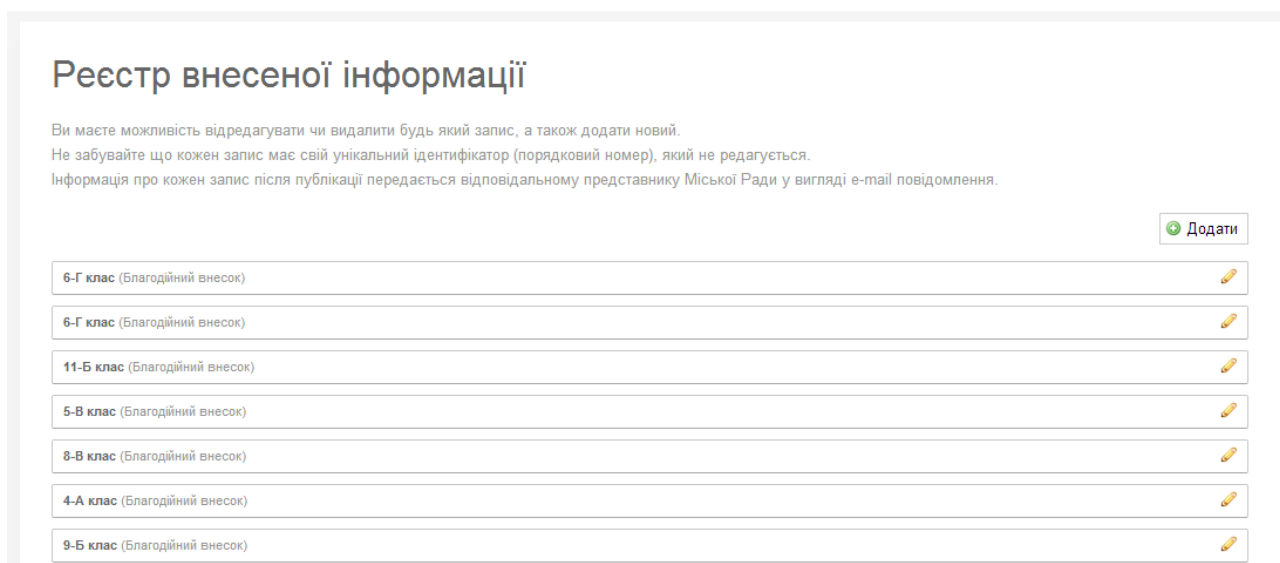 Реєстр внесеної інформації
Ви маєте можливість відредагувати чи видалити будь який запис, а також додати новий.
Не забувайте що кожен запис має свій унікальний ідентифікатор (порядковий номер), який не редагується.
Інформація про кожен запис після публікації передається відповідальному представнику Міської Ради у вигляді e-mail повідомлення.
Додати
6-Г клас (Благодійний внесок)
6-Г клас (Благодійний внесок)
11-Б клас (Благодійний внесок)
5-В клас (Благодійний внесок)
8-В клас (Благодійний внесок)
4-А клас (Благодійний внесок)
9-Б клас (Благодійний внесок)